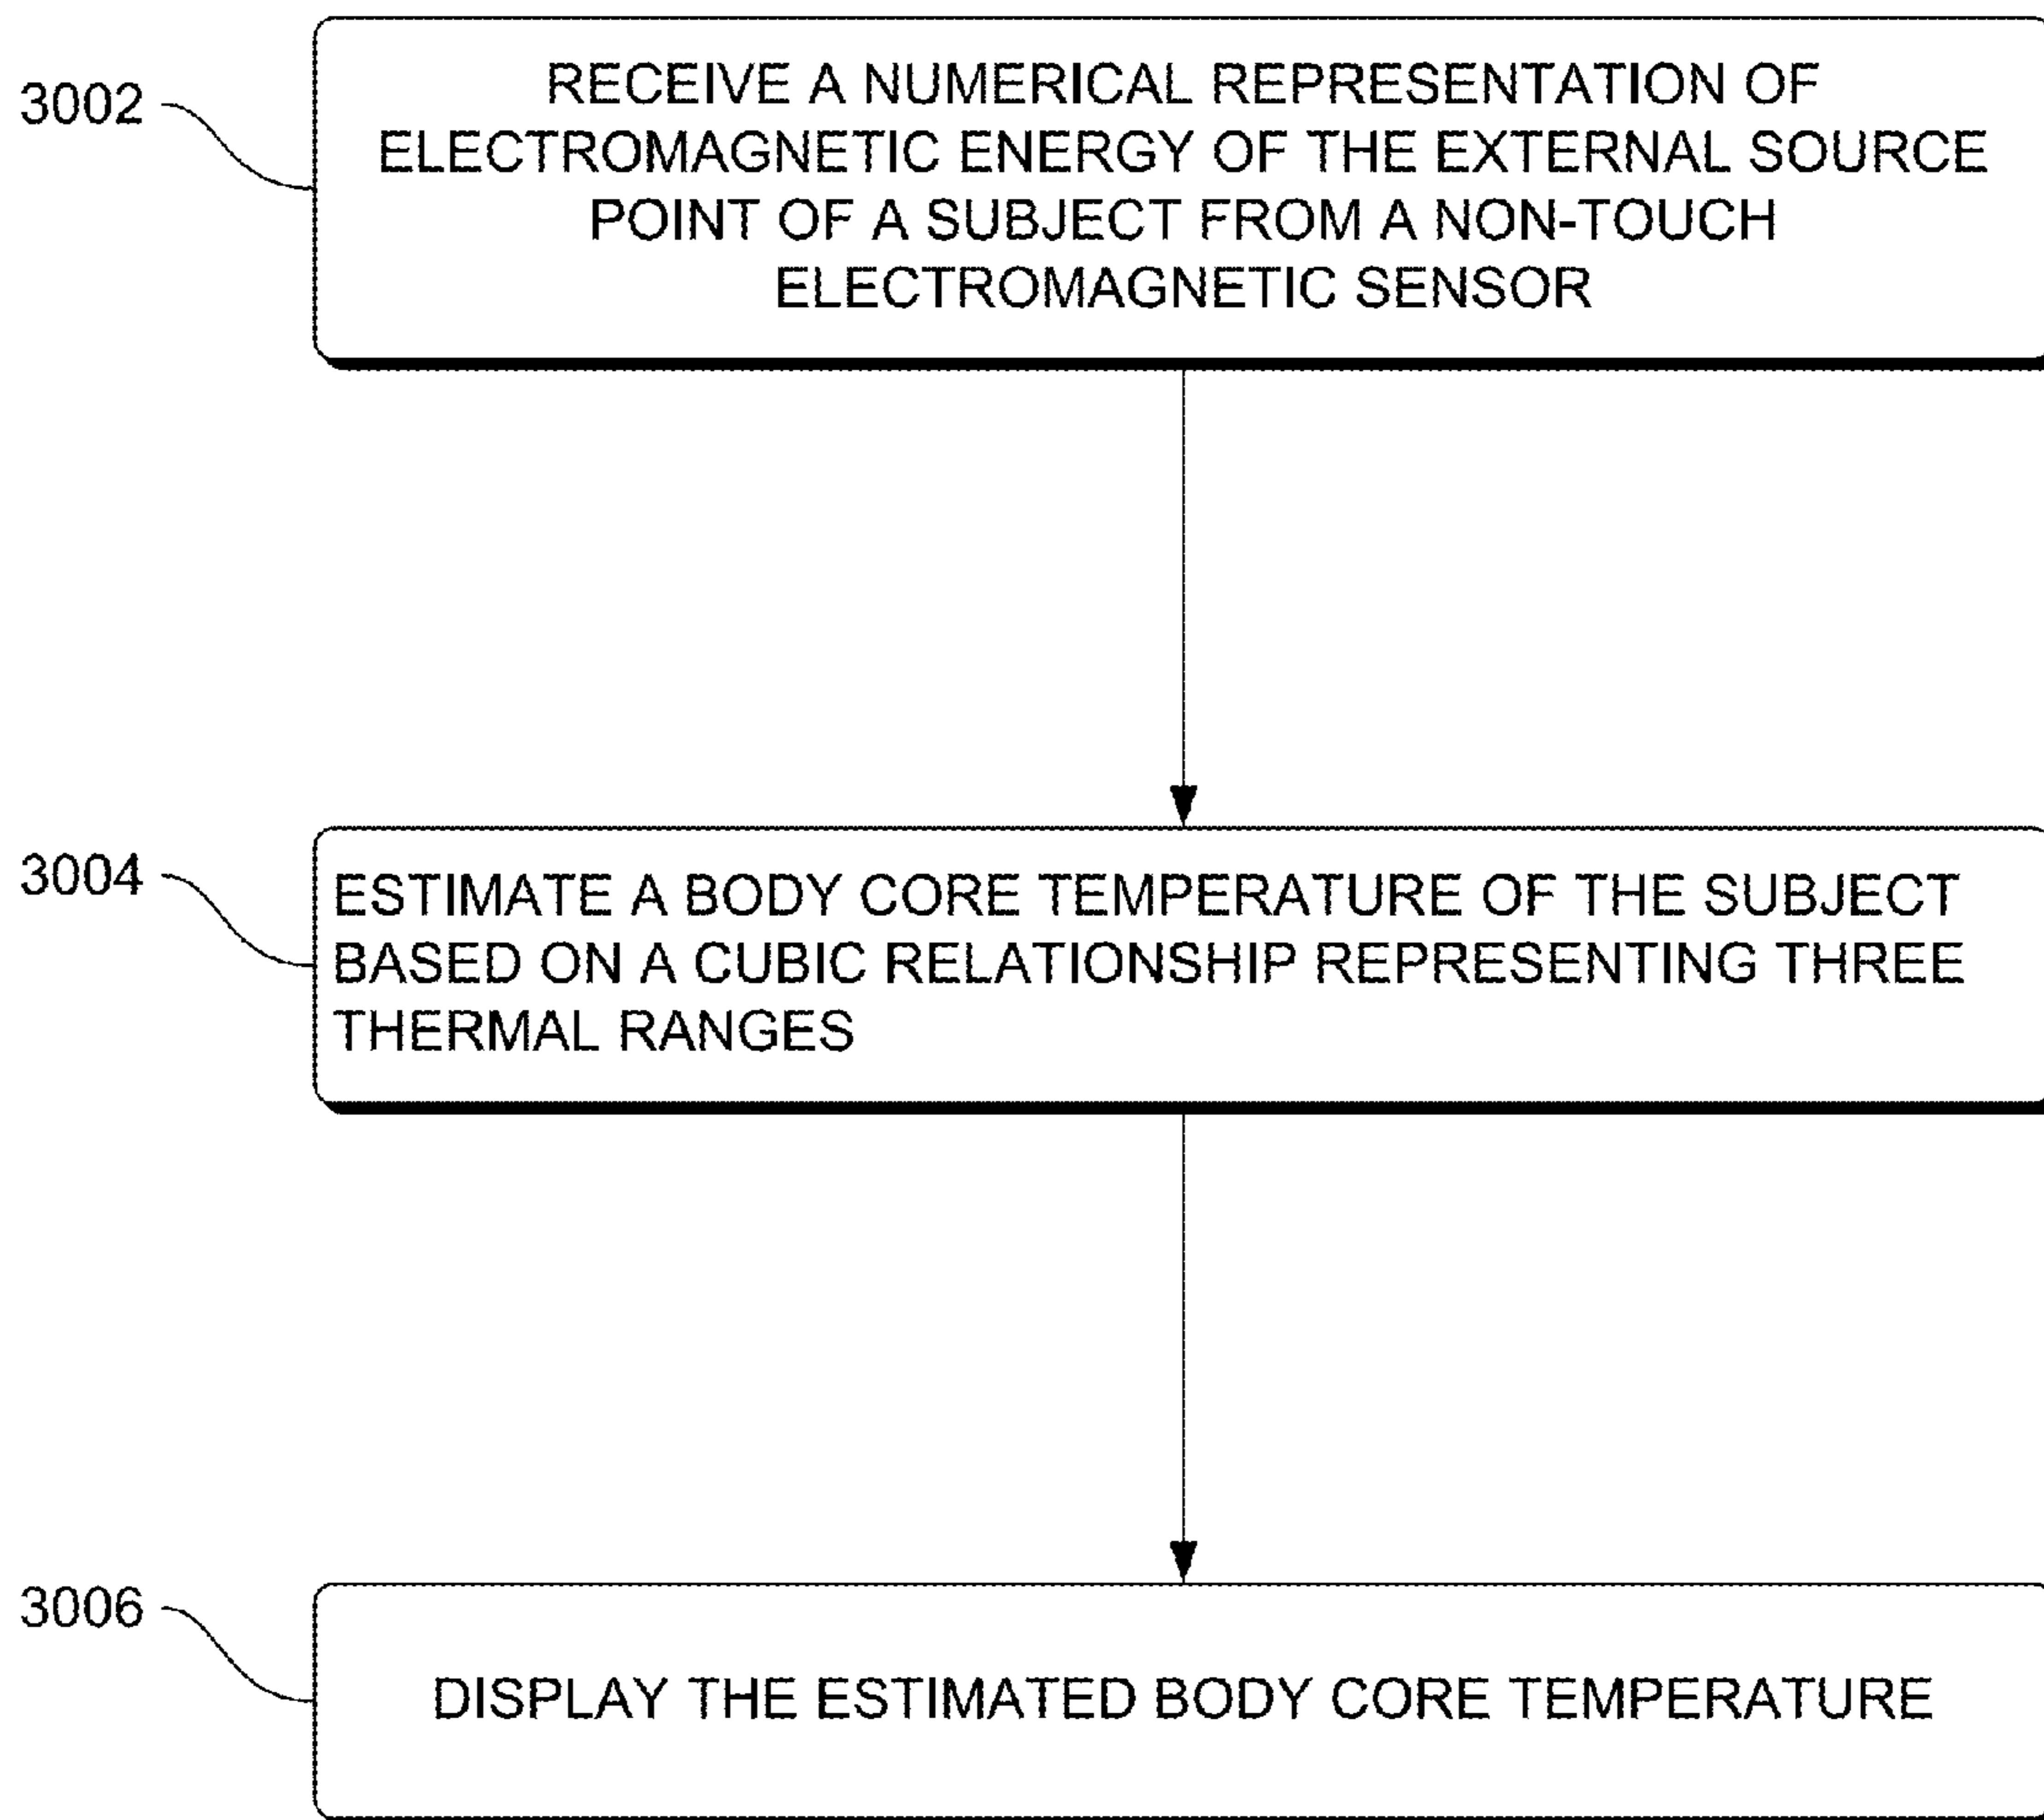 3002
RECEIVE A NUMERICAL REPRESENTATION OF
ELECTROMAGNETIC ENERGY OF THE EXTERNAL SOURCE
POINT OF A SUBJECT FROM A NON-TOUCH
ELECTROMAGNETIC SENSOR
3004
ESTIMATE A BODY CORE TEMPERATURE OF THE SUBJECT
BASED ON A CUBIC RELATIONSHIP REPRESENTING THREE
THERMAL RANGES
3006
DISPLAY THE ESTIMATED BODY CORE TEMPERATURE